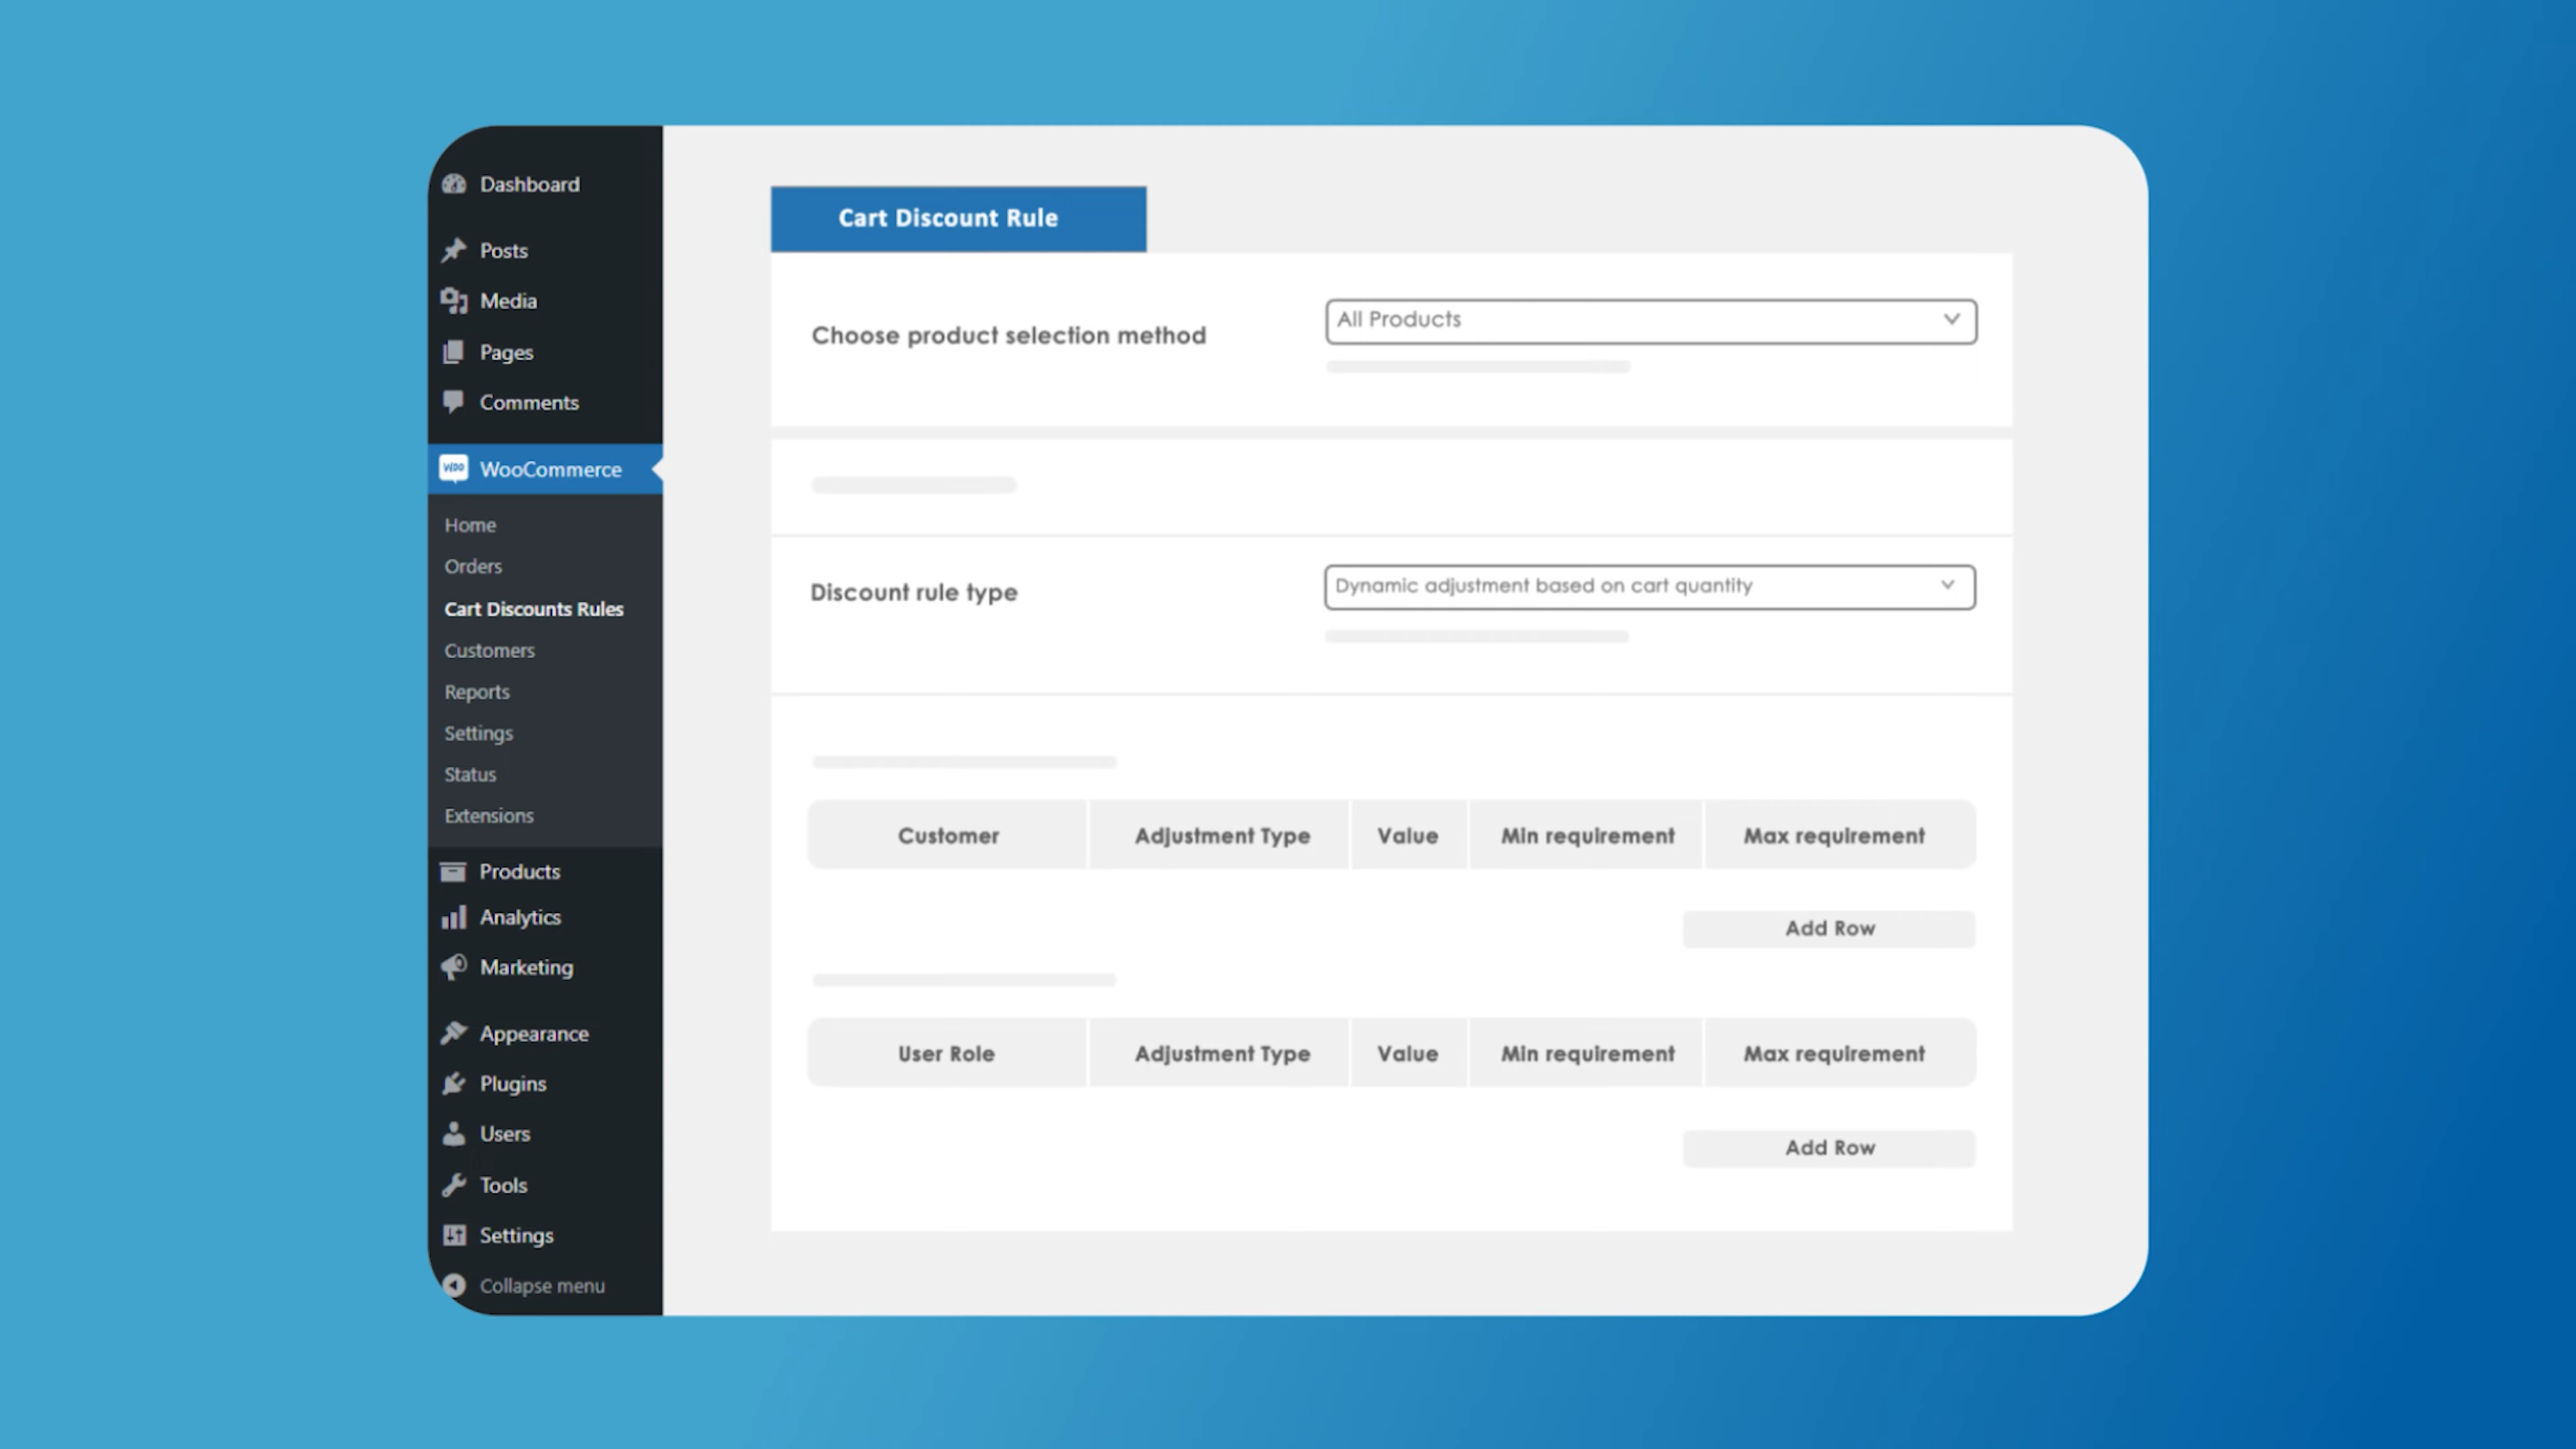 Dashboard
Posts
Media
Pages
Comments
woo WooCommerce
Home
Orders
Cart Discounts Rules
Customers
Reports
Settings
Status
Extensions
Products
Analytics
Marketing
Appearance
Plugins
Users
Tools
Settings
Collapse menu
Cart Discount Rule
Choose product selection method
All Products
Discount rule type
Dynamic adjustment based on cart quantity
Customer Adjustment Type Value Min requirement Max requirement
Add Row
User Role Adjustment Type Value Min requirement Max requirement
Add Row